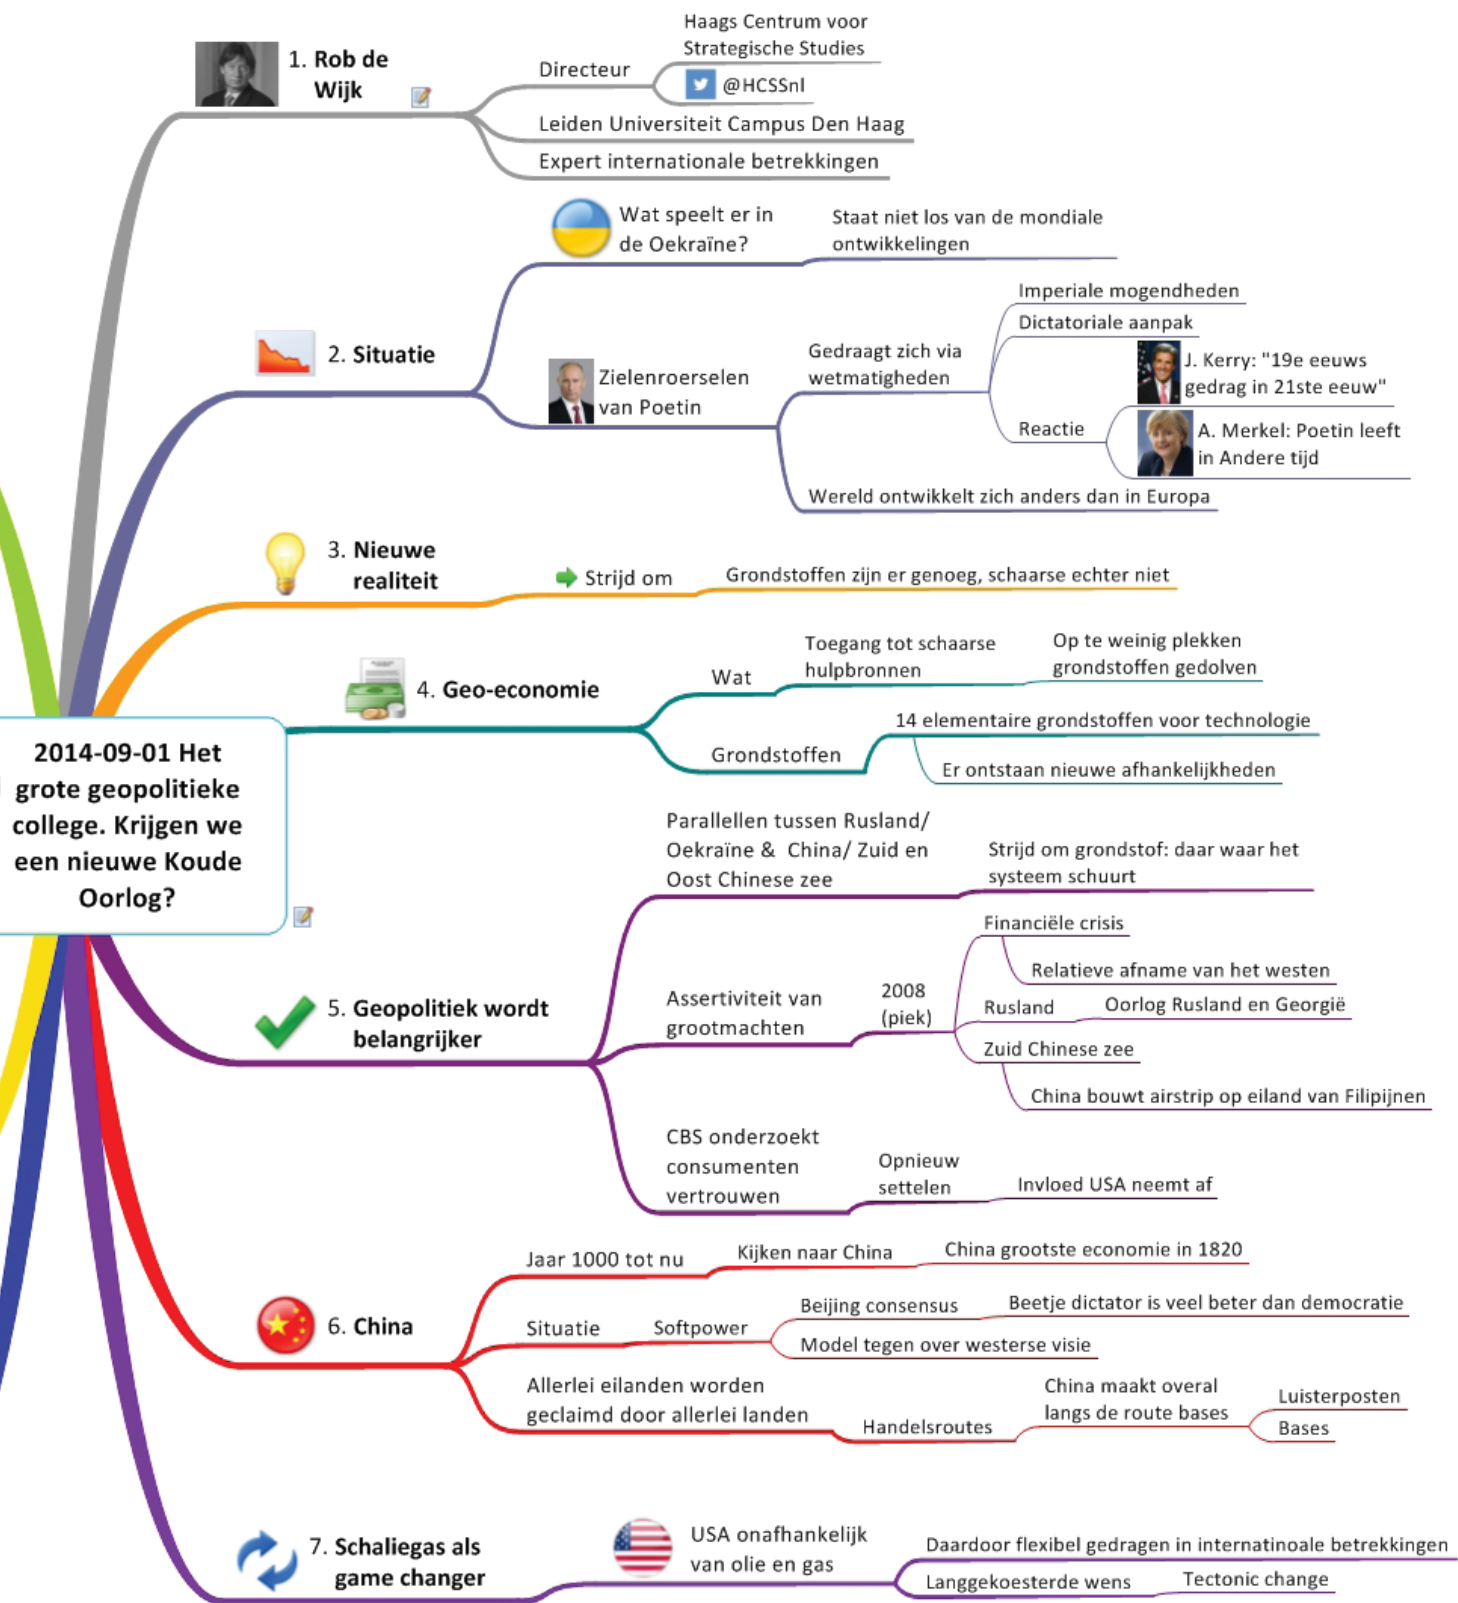 1. Rob de
Wijk
Directeur
Haags Centrum voor
Strategische Studies
@HCSSnl
Leiden Universiteit Campus Den Haag
Expert internationale betrekkingen
2. Situatie
Wat speelt er in
de Oekraïne?
Staat niet los van de mondiale
ontwikkelingen
Zielenroerselen
van Poetin
Gedraagt zich via
wetmatigheden
Imperiale mogendheden
Dictatoriale aanpak
Reactie
J. Kerry: "19e eeuws
gedrag in 21ste eeuw"
A. Merkel: Poetin leeft
in Andere tijd
Wereld ontwikkelt zich anders dan in Europa
3. Nieuwe
realiteit
Strijd om
Grondstoffen zijn er genoeg, schaarse echter niet
4. Geo-economie
Wat
Toegang tot schaarse
hulpbronnen
Op te weinig plekken
grondstoffen gedolven
Grondstoffen
14 elementaire grondstoffen voor technologie
Er ontstaan nieuwe afhankelijkheden
2014-09-01 Het
grote geopolitieke
college. Krijgen we
een nieuwe Koude
Oorlog?
5. Geopolitiek wordt
belangrijker
Parallellen tussen Rusland/
Oekraïne & China/ Zuid en
Oost Chinese zee
Strijd om grondstof: daar waar het
systeem schuurt
Assertiviteit van
grootmachten
2008
(piek)
Financiële crisis
Relatieve afname van het westen
Rusland
Oorlog Rusland en Georgië
Zuid Chinese zee
China bouwt airstrip op eiland van Filipijnen
CBS onderzoekt
consumenten
vertrouwen
Opnieuw
settelen
Invloed USA neemt af
6. China
Jaar 1000 tot nu
Kijken naar China
China grootste economie in 1820
Situatie
Softpower
Beijing consensus
Beetje dictator is veel beter dan democratie
Model tegen over westerse visie
Allerlei eilanden worden
geclaimd door allerlei landen
Handelsroutes
China maakt overal
langs de route bases
Luisterposten
Bases
7. Schaliegas als
game changer
USA onafhankelijk
van olie en gas
Daardoor flexibel gedragen in internatinoale betrekkingen
Langgekoesterde wens
Tectonic change